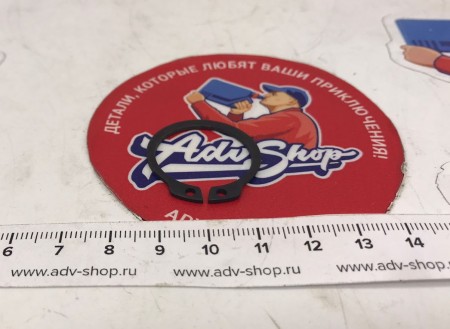 ДЕТАЛИ, КОТОРЫЕ ЛЮБЯТ ВАШИ ПРИКЛЮЧЕНИЯ!
Adv Shop
6 7 8 9 10 11 12 13 14
www.adv-shop.ru www.adv-shop.ru www.adv-shop.ru